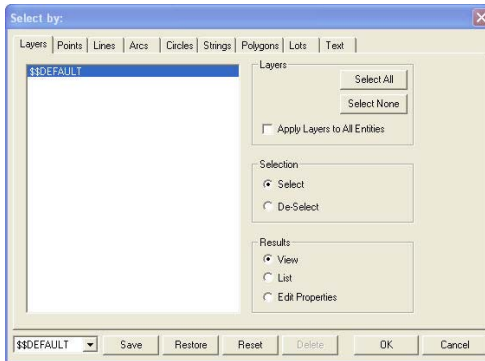 Select by:
Layers Points Lines Arcs Circles Strings Polygons Lots Text
$$DEFAULT
Layers
Select All
Select None
Apply Layers to All Entities
Selection
Select
De-Select
Results
View
List
Edit Properties
$$DEFAULT Save Restore Reset Delete OK Cancel